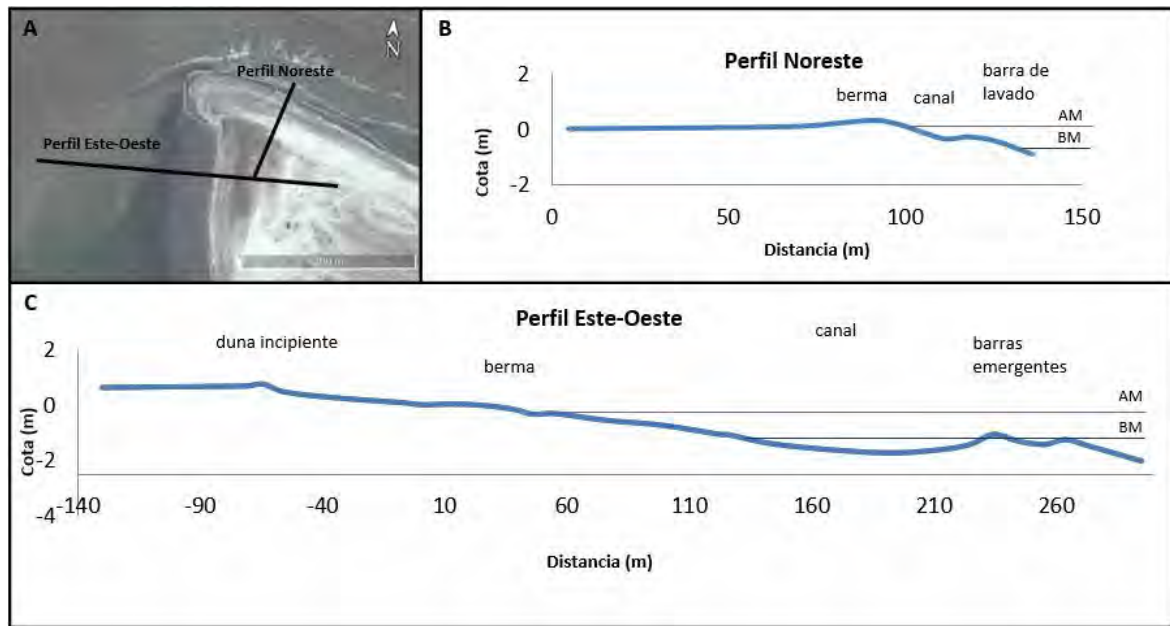 A
N
Perfil Noreste
Perfil Este-Oeste
B
Perfil Noreste
berma
canal
barra de
lavado
AM
BM
Cota (m)
2
0
-2
0
50
100
150
Distancia (m)
C
Perfil Este-Oeste
duna incipiente
berma
canal
barras
emergentes
AM
BM
Cota (m)
2
0
-2
-4
-140
-90
-40
10
60
110
160
210
260
Distancia (m)